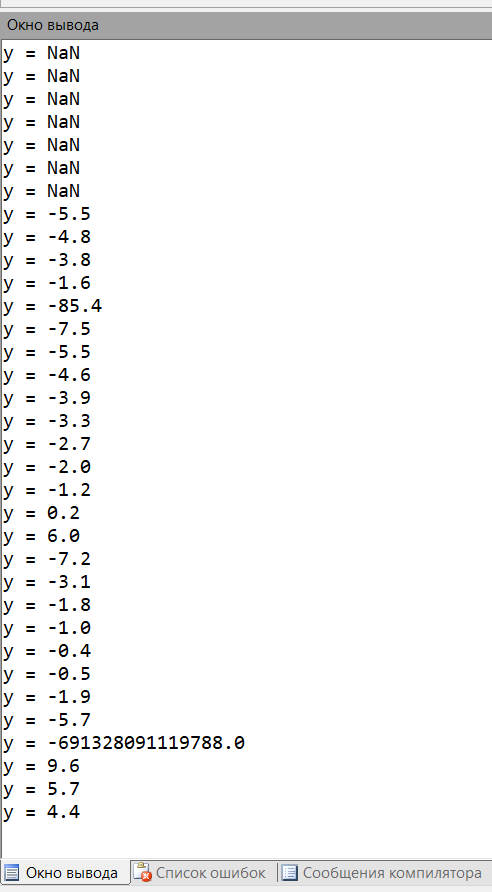 Окно вывода
y = NaN
y = NaN
y = NaN
y = NaN
y = NaN
y = NaN
y = NaN
y = -5.5
y = -4.8
y = -3.8
y = -1.6
y = -85.4
y = -7.5
y = -5.5
y = -4.6
y = -3.9
y = -3.3
y = -2.7
y = -2.0
y = -1.2
y = 0.2
y = 6.0
y = -7.2
y = -3.1
y = -1.8
y = -1.0
y = -0.4
y = -0.5
y = -1.9
y = -5.7
y = -691328091119788.0
y = 9.6
y = 5.7
y = 4.4
Окно вывода Список ошибок Сообщения компилятора